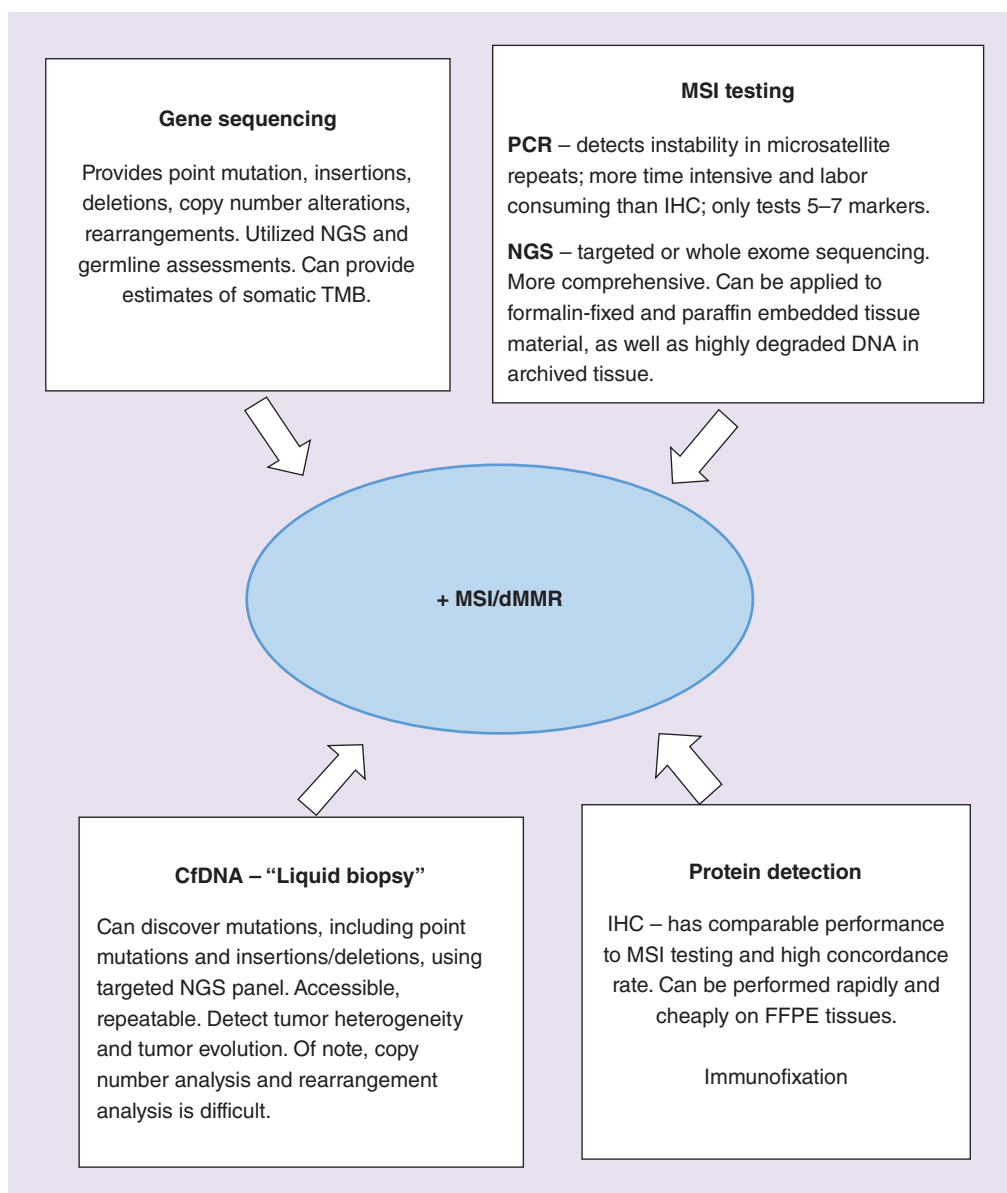 Gene sequencing
Provides point mutation, insertions,
deletions, copy number alterations,
rearrangements. Utilized NGS and
germline assessments. Can provide
estimates of somatic TMB.
MSI testing
PCR – detects instability in microsatellite
repeats; more time intensive and labor
consuming than IHC; only tests 5–7 markers.
NGS – targeted or whole exome sequencing.
More comprehensive. Can be applied to
formalin-fixed and paraffin embedded tissue
material, as well as highly degraded DNA in
archived tissue.
+ MSI/dMMR
CfDNA – “Liquid biopsy”
Can discover mutations, including point
mutations and insertions/deletions, using
targeted NGS panel. Accessible,
repeatable. Detect tumor heterogeneity
and tumor evolution. Of note, copy
number analysis and rearrangement
analysis is difficult.
Protein detection
IHC – has comparable performance
to MSI testing and high concordance
rate. Can be performed rapidly and
cheaply on FFPE tissues.
Immunofixation